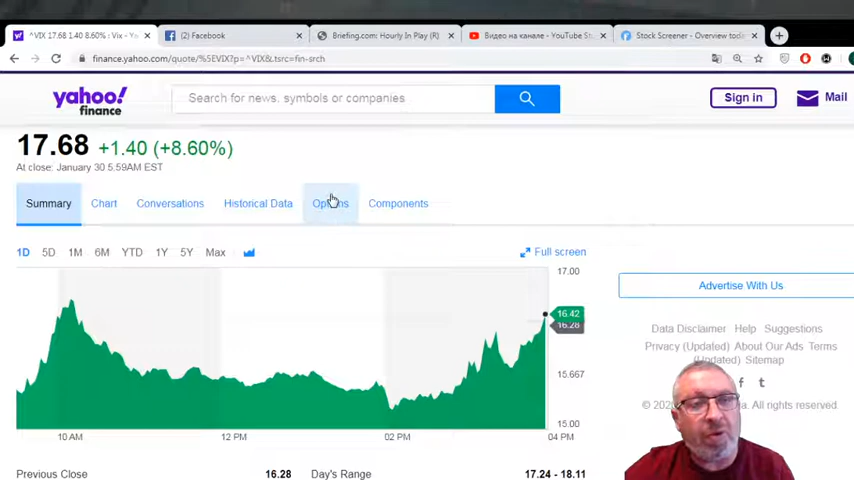 ^VIX 17.68 1.40 8.60% : Vix - Y
(2) Facebook
Briefing.com: Hourly In Play (R)
Видео на канале - YouTube St
Stock Screener - Overview toda
finance.yahoo.com/quote/%5EVIX?p=^VIX&.tsrc=fin-srch
yahoo!
finance
Search for news, symbols or companies
Sign in
Mail
17.68 +1.40 (+8.60%)
At close: January 30 5:59AM EST
Summary Chart Conversations Historical Data Options Components
1D 5D 1M 6M YTD 1Y 5Y Max
Full screen
17.00
16.42
16.28
15.667
15.00
10 AM 12 PM 02 PM 04 PM
Advertise With Us
Data Disclaimer Help Suggestions
Privacy (Updated) About Our Ads Terms
(Updated) Sitemap
f t
All rights reserved
Previous Close 16.28 Day's Range 17.24 - 18.11